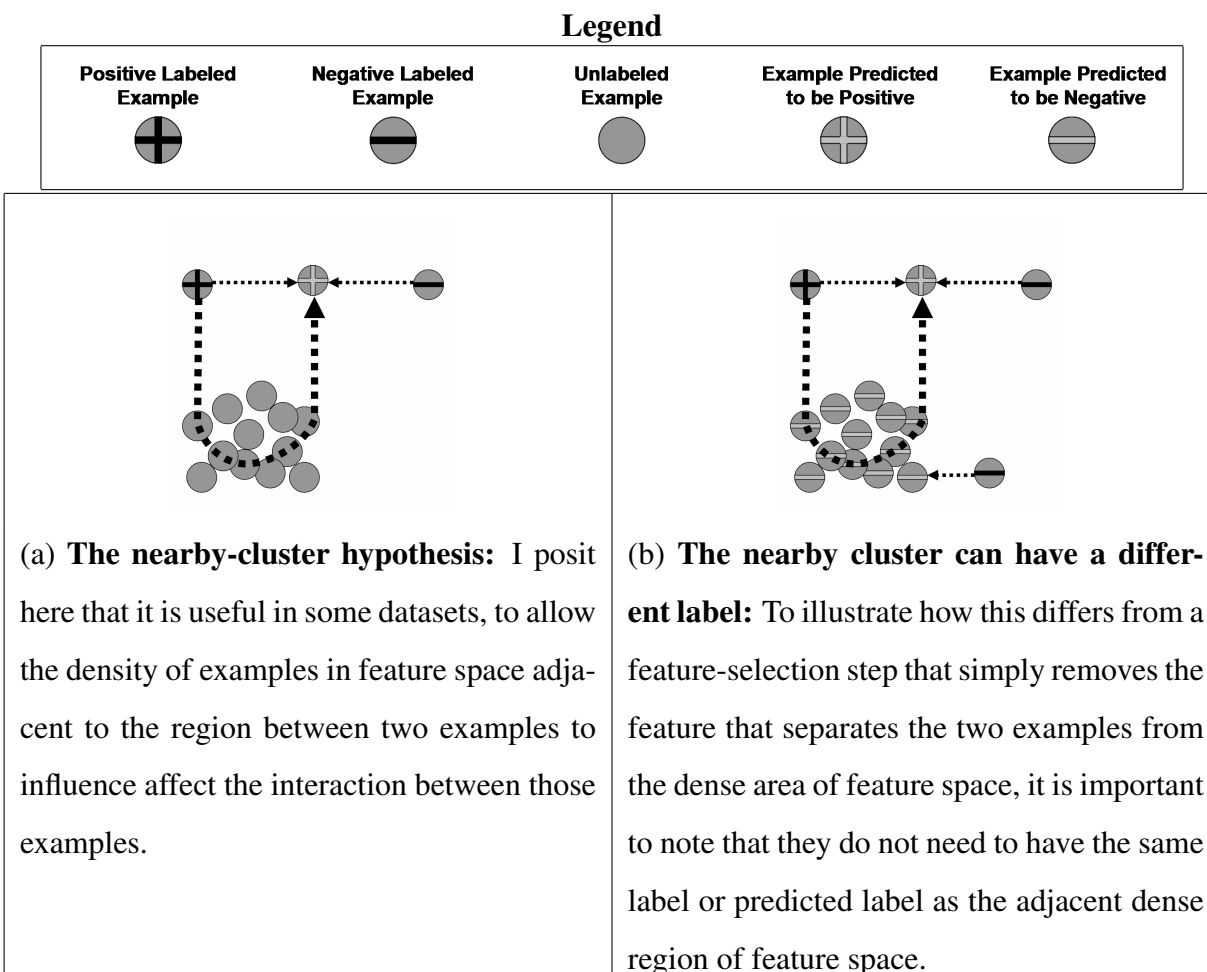 Legend
Positive Labeled Example
Negative Labeled Example
Unlabeled Example
Example Predicted to be Positive
Example Predicted to be Negative
(a) The nearby-cluster hypothesis: I posit
here that it is useful in some datasets, to allow
the density of examples in feature space adja-
cent to the region between two examples to
influence affect the interaction between those
examples.
(b) The nearby cluster can have a differ-
ent label: To illustrate how this differs from a
feature-selection step that simply removes the
feature that separates the two examples from
the dense area of feature space, it is important
to note that they do not need to have the same
label or predicted label as the adjacent dense
region of feature space.